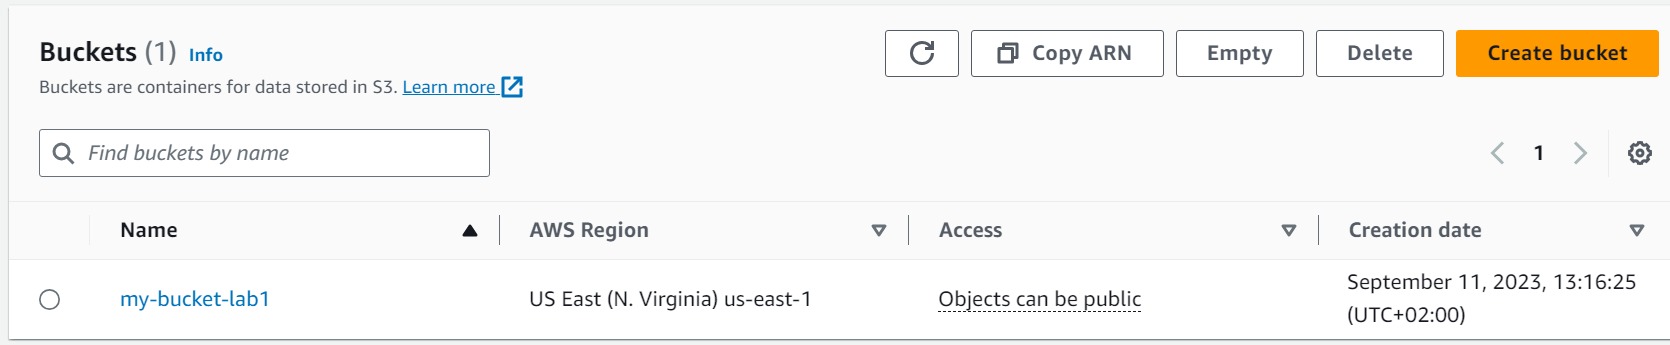 Buckets (1) Info
Copy ARN
Empty
Delete
Create bucket
Buckets are containers for data stored in S3. Learn more
Find buckets by name
1
Name
AWS Region
Access
Creation date
my-bucket-lab1
US East (N. Virginia) us-east-1
Objects can be public
September 11, 2023, 13:16:25
(UTC+02:00)